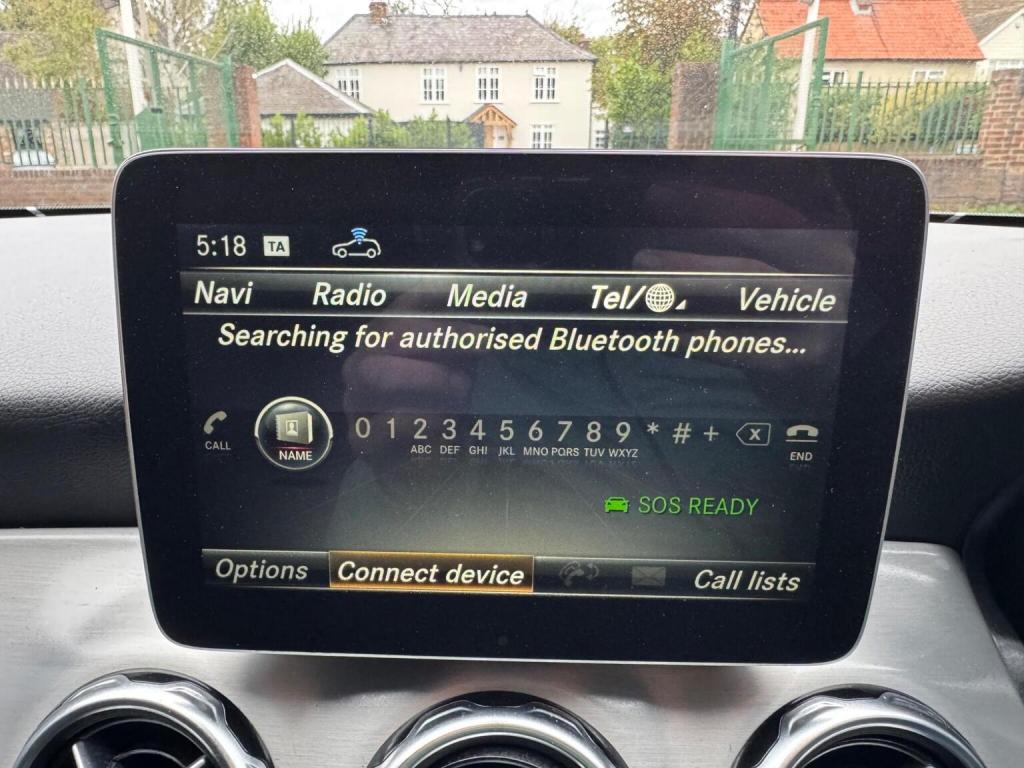 5:18 TA
Navi Radio Media Tel/ Vehicle
Searching for authorised Bluetooth phones...
CALL NAME 0 1 2 3 4 5 6 7 8 9 * # + X END
ABC DEF GHI JKL MNO PQRS TUV WXYZ
SOS READY
Options Connect device Call lists